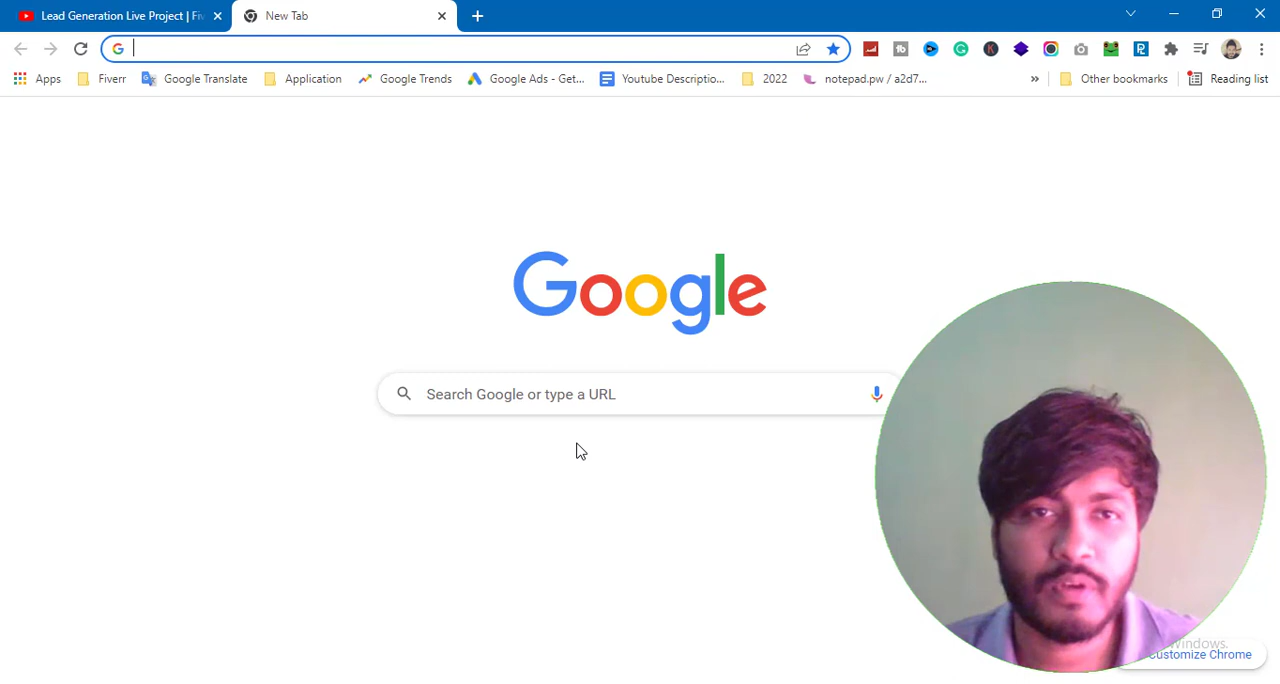 Lead Generation Live Project | Fiv
New Tab
Apps
Fiverr
Google Translate
Application
Google Trends
Google Ads - Get...
Youtube Descriptio...
2022
notepad.pw / a2d7...
»
Other bookmarks
Reading list
Google
Search Google or type a URL
Windows.
Customize Chrome